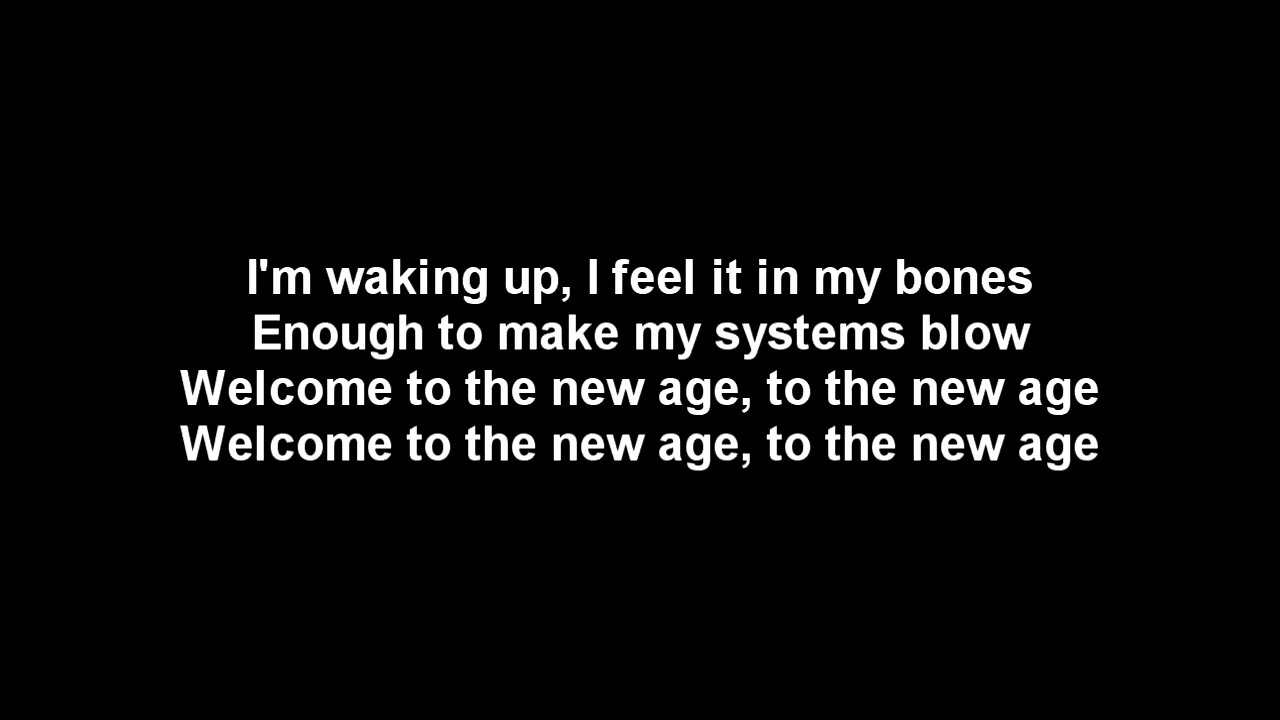 I'm waking up, I feel it in my bones
Enough to make my systems blow
Welcome to the new age, to the new age
Welcome to the new age, to the new age